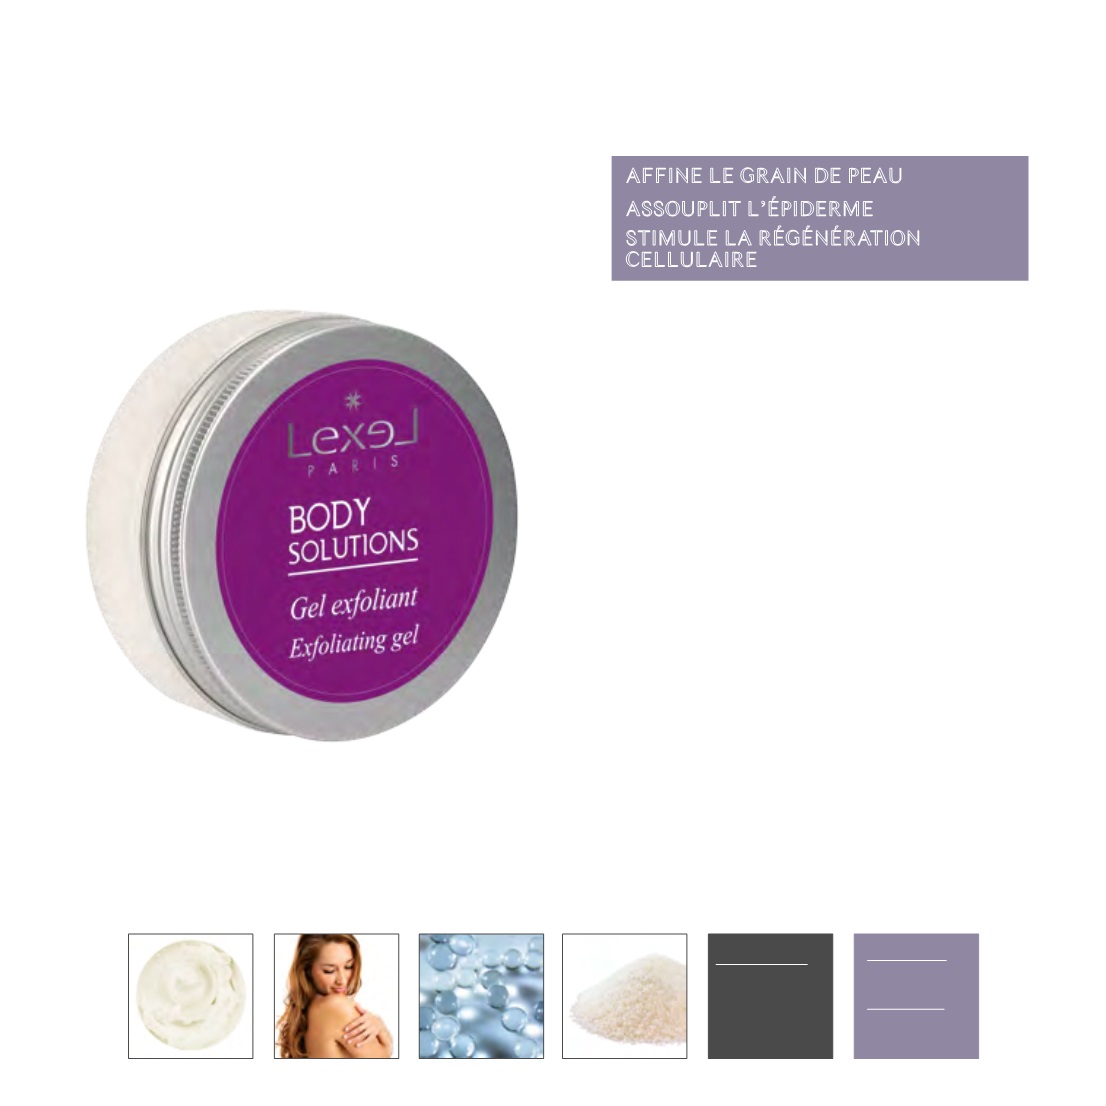 AFFINE LE GRAIN DE PEAU
ASSOUPLIT L’ÉPIDERME
STIMULE LA RÉGÉNÉRATION
CELLULAIRE
Lexel
PARIS
BODY
SOLUTIONS
Gel exfoliant
Exfoliating gel